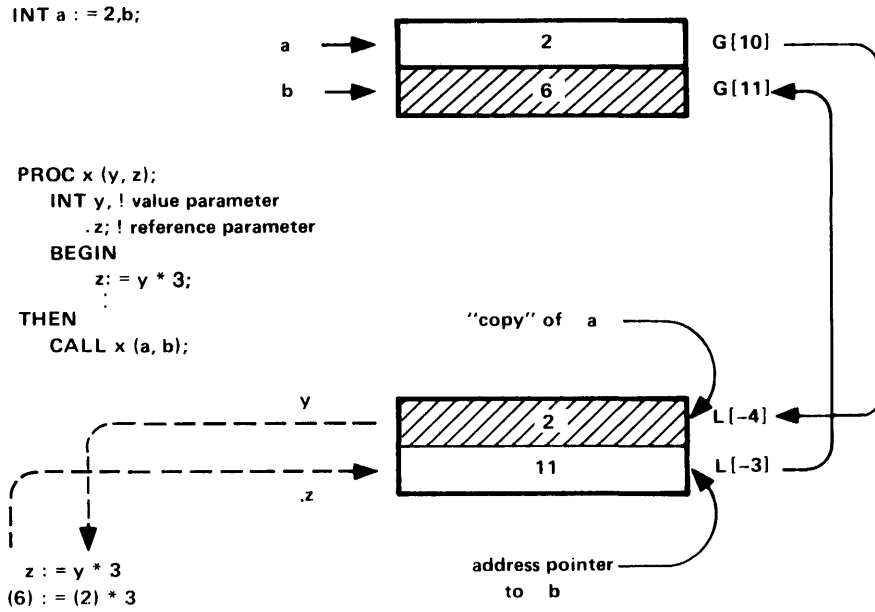 INT a : = 2,b;
a 2 G[10]
b 6 G[11]
PROC x (y, z);
INT y, ! value parameter
.z; ! reference parameter
BEGIN
z: = y * 3;
:
THEN
CALL x (a, b);
"copy" of a
y 2 L[-4]
.z 11 L[-3]
z : = y * 3
(6) : = (2) * 3
address pointer
to b